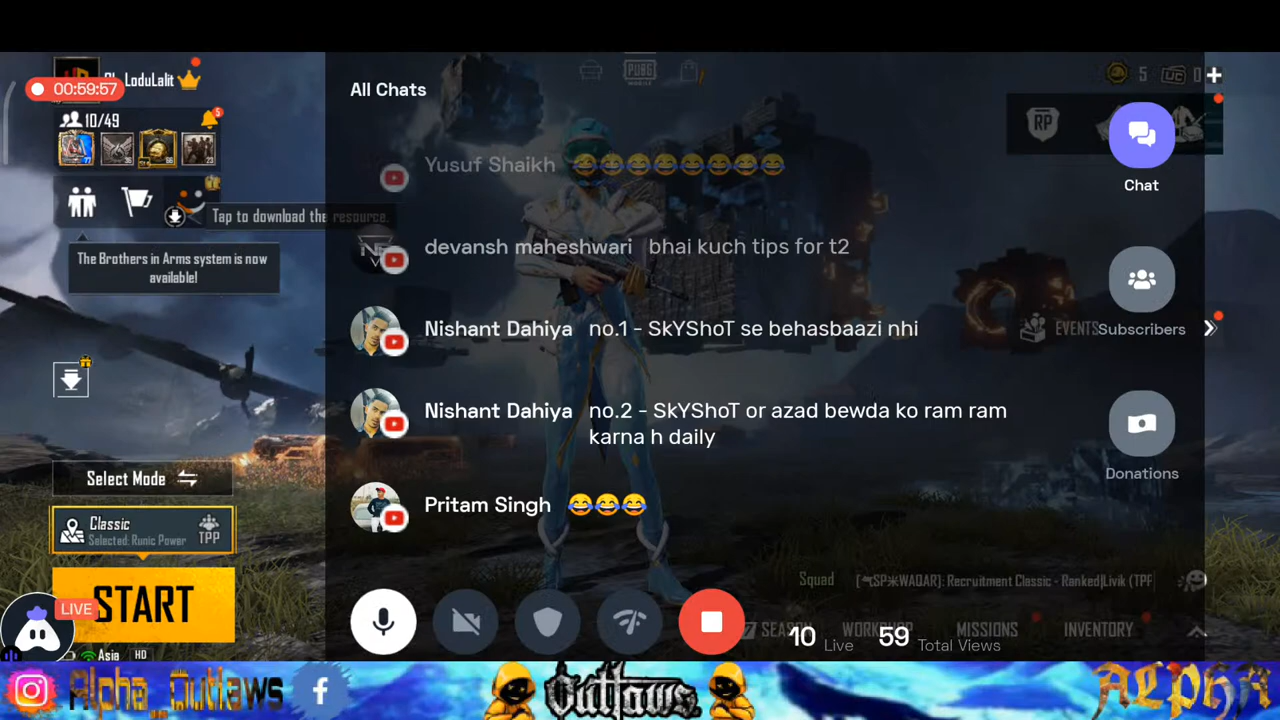 LoduLalit
00:59:57
10/49
5
Tap to download the resource.
The Brothers in Arms system is now
available!
Select Mode
Classic
Selected: Runic Power
TPP
START
LIVE
Asia
HD
All Chats
Yusuf Shaikh 😂😂😂😂😂😂😂😂
devansh maheshwari bhai kuch tips for t2
Nishant Dahiya no.1 - SkYShoT se behasbaazi nhi
Nishant Dahiya no.2 - SkYShoT or azad bewda ko ram ram
karna h daily
Pritam Singh 😂😂😂
PUBG
MOBILE
5
UC 0
RP
Chat
EVENTS
Subscribers
Donations
Squad
WAQAR): Recruitment Classic - Ranked|Livik (TPP
SEASON
WORKSHOP
MISSIONS
INVENTORY
10 Live 59 Total Views
Alpha_Outlaws
Outlaws
ALPHA